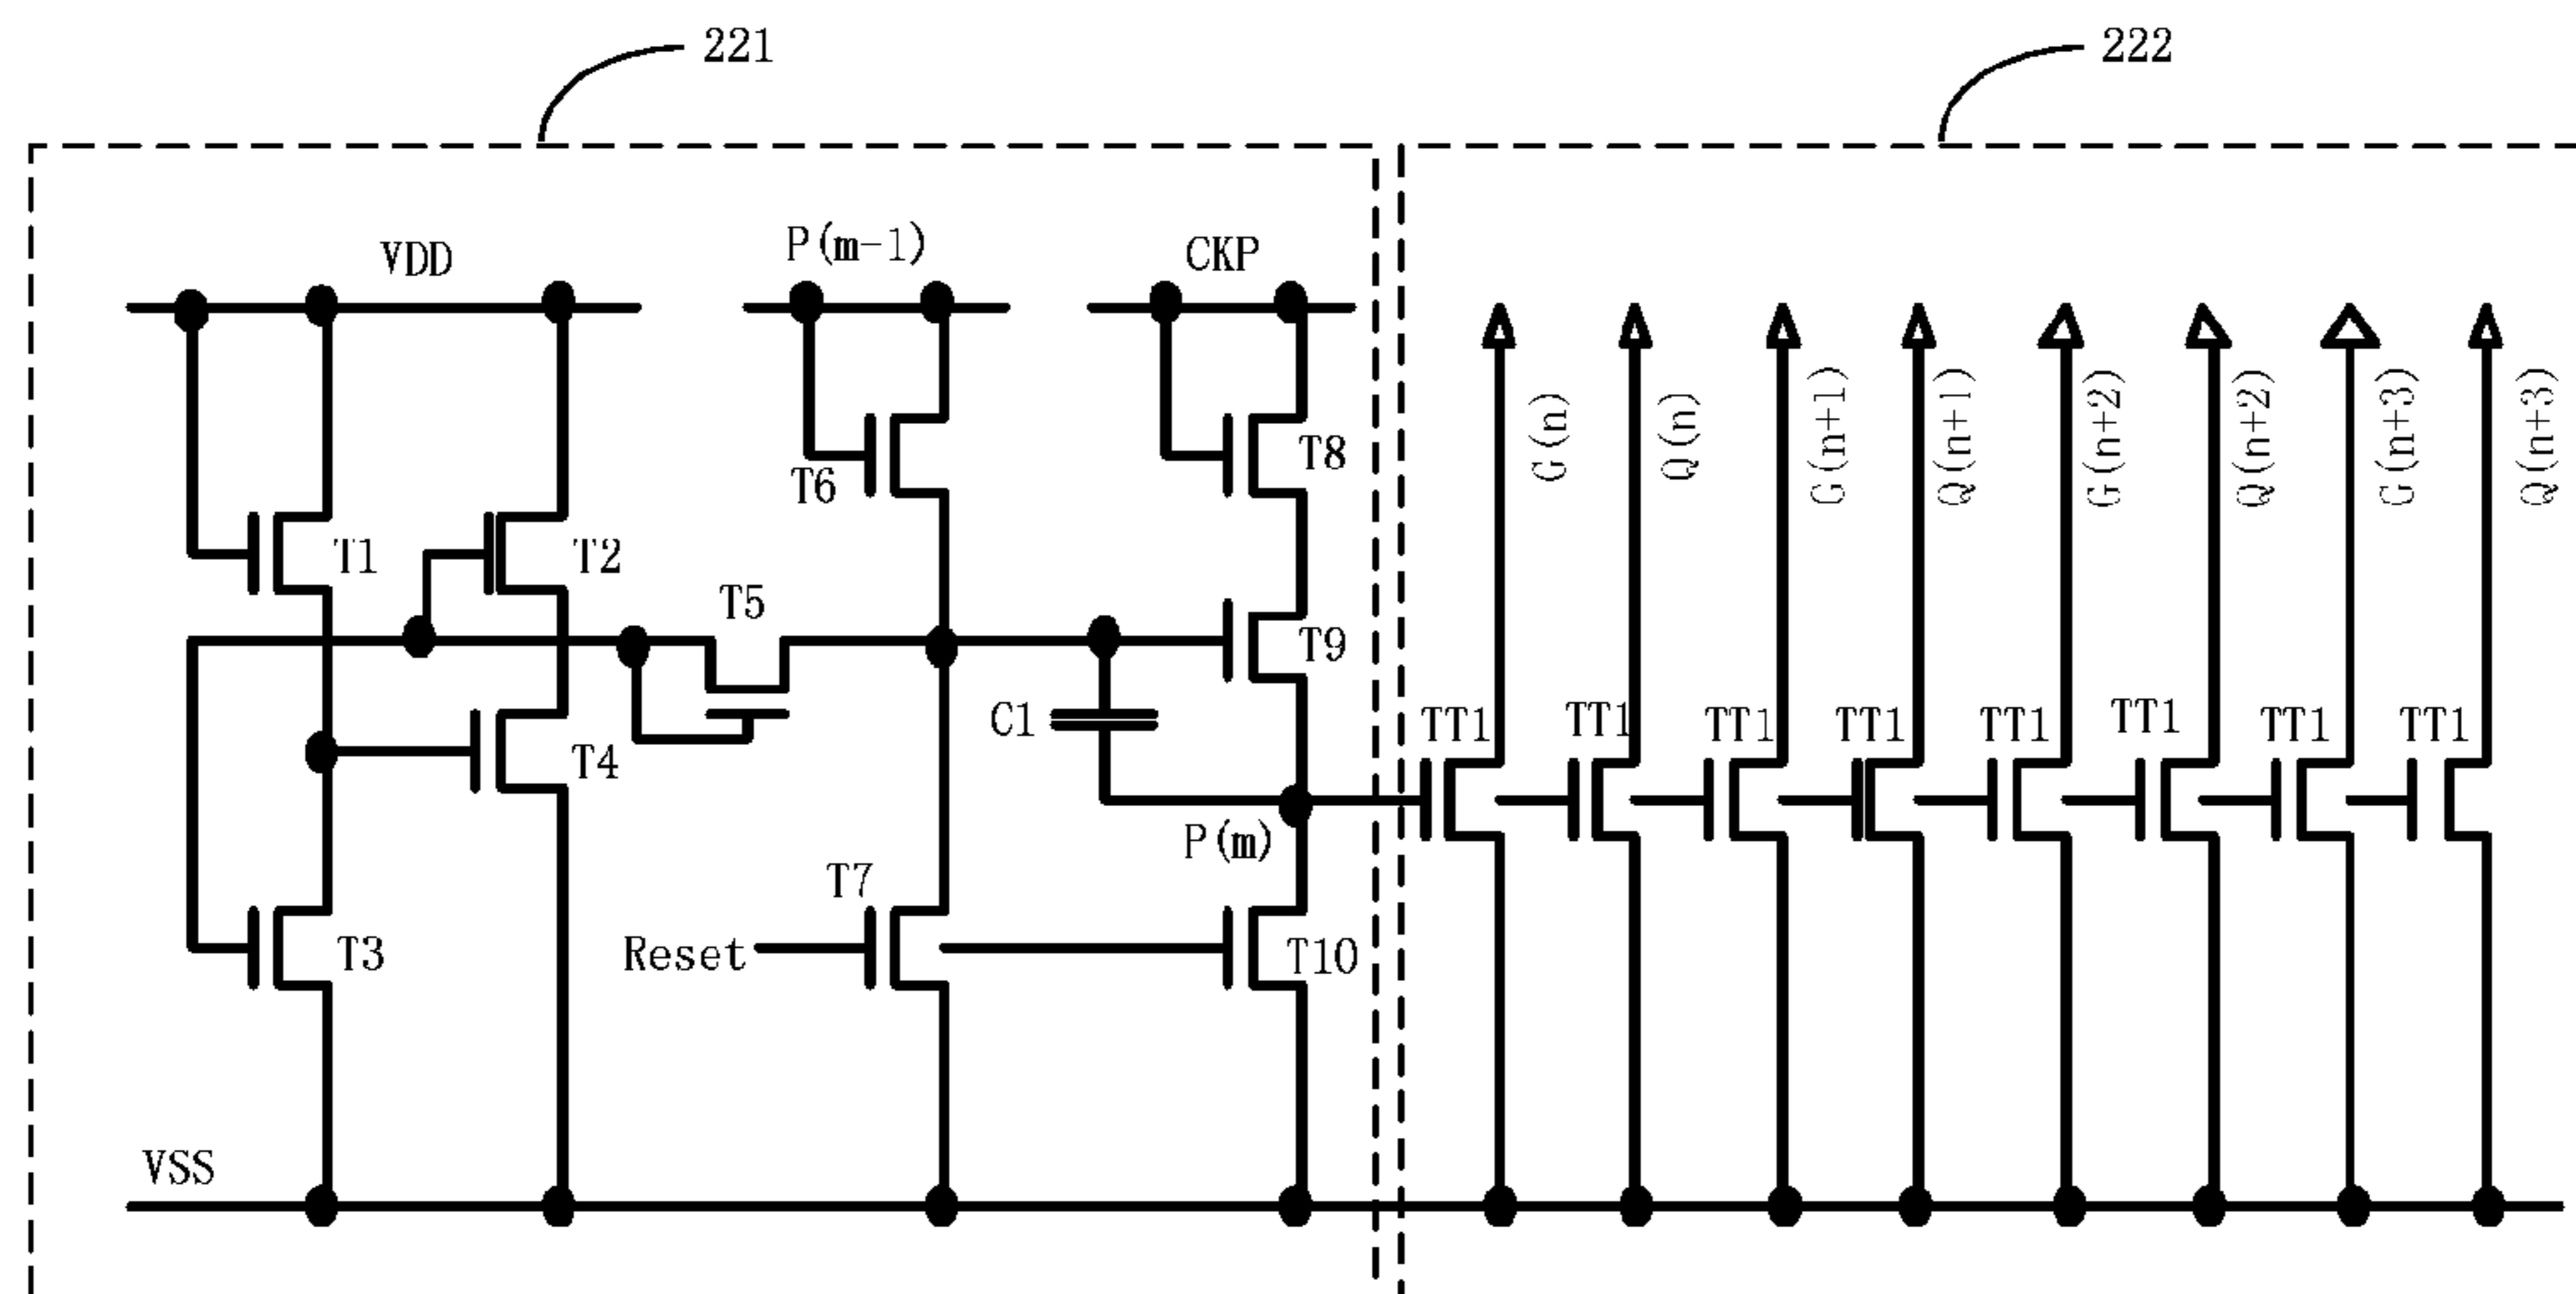 221
222
VDD
P(m-1)
CKP
G(n)
Q(n)
G(n+1)
Q(n+1)
G(n+2)
Q(n+2)
G(n+3)
Q(n+3)
T6
T8
T1
T2
T5
T9
C1
T4
TT1
TT1
TT1
TT1
TT1
TT1
TT1
TT1
P(m)
T7
T3
Reset
T10
VSS